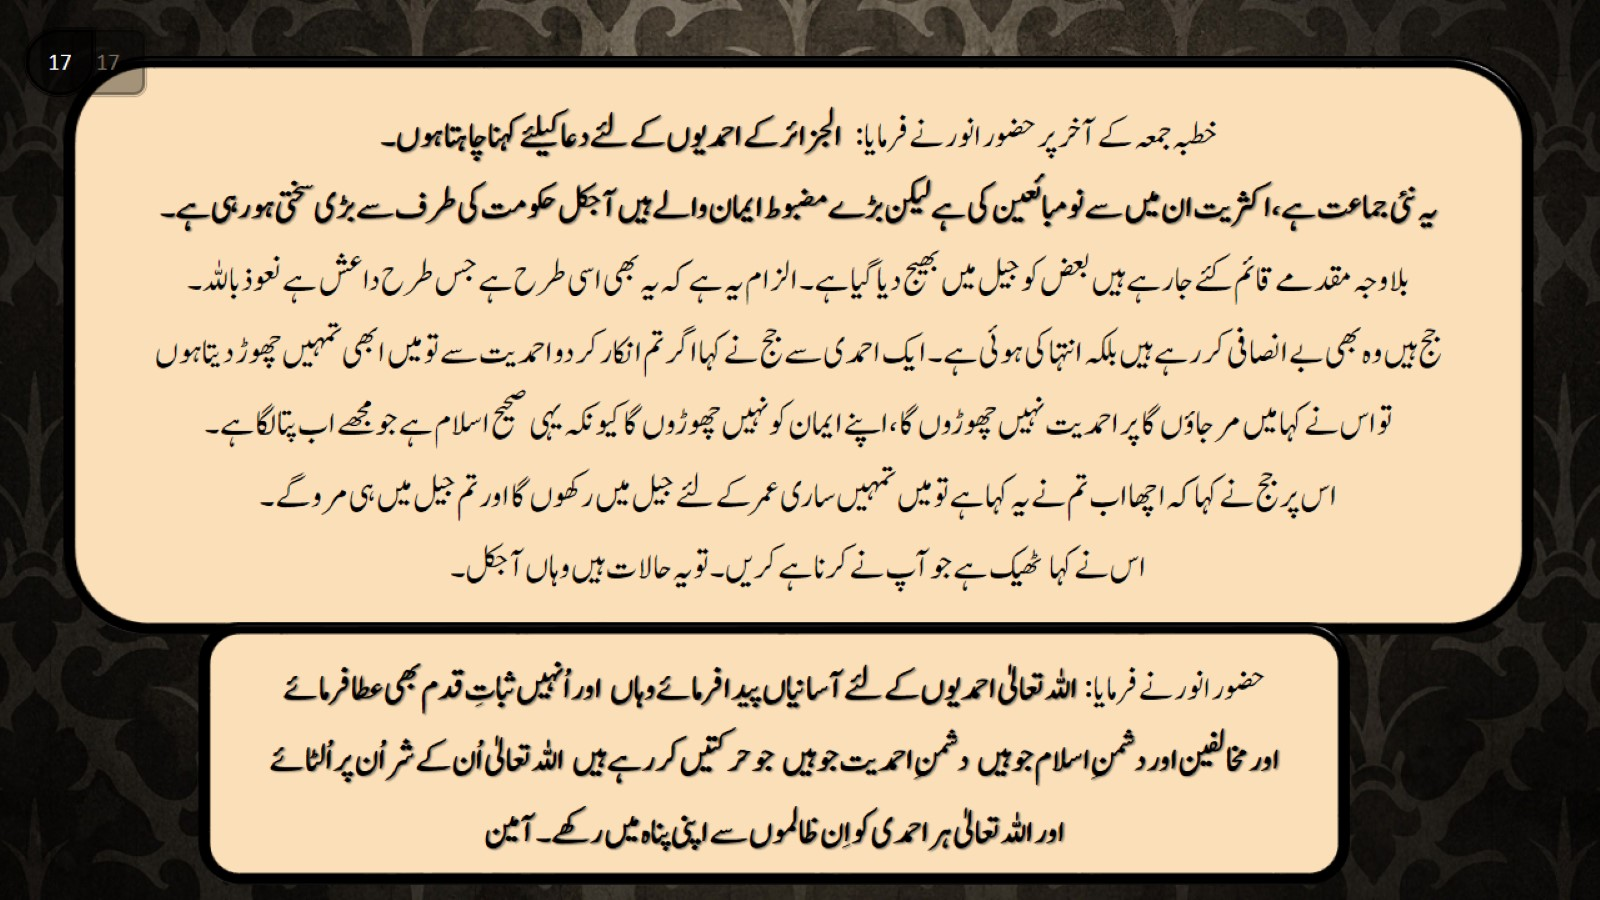 17 17
خطبہ جمعہ کے آخر پر حضور انور نے فرمایا: الجزائر کے احمدیوں کے لئے دعا کیلئے کہنا چاہتا ہوں۔
یہ نئی جماعت ہے، اکثریت ان میں سے نومبائعین کی ہے لیکن بڑے مضبوط ایمان والے ہیں آجکل حکومت کی طرف سے بڑی سختی ہو رہی ہے۔
بلاوجہ مقدمے قائم کئے جارہے ہیں بعض کو جیل میں بھیج دیا گیا ہے۔ الزام یہ ہے کہ یہ بھی اسی طرح ہے جس طرح داعش ہے نعوذ باللہ۔
جج ہیں وہ بھی بے انصافی کر رہے ہیں بلکہ انتہا کی ہوئی ہے۔ ایک احمدی سے جج نے کہا اگر تم انکار کر دو احمدیت سے تو میں ابھی تمہیں چھوڑ دیتا ہوں
تو اس نے کہا میں مر جاؤں گا پر احمدیت نہیں چھوڑوں گا، اپنے ایمان کو نہیں چھوڑوں گا کیونکہ یہی صحیح اسلام ہے جو مجھے اب پتا لگا ہے۔
اس پر جج نے کہا کہ اچھا اب تم نے یہ کہا ہے تو میں تمہیں ساری عمر کے لئے جیل میں رکھوں گا اور تم جیل میں ہی مرو گے۔
اس نے کہا ٹھیک ہے جو آپ نے کرنا ہے کریں۔ تو یہ حالات ہیں وہاں آجکل۔
حضور انور نے فرمایا: اللہ تعالیٰ احمدیوں کے لئے آسانیاں پیدا فرمائے وہاں اور اُنہیں ثباتِ قدم بھی عطا فرمائے
اور مخالفین اور دشمنِ اسلام جو ہیں دشمنِ احمدیت جو ہیں جو حرکتیں کر رہے ہیں اللہ تعالیٰ اُن کے شر اُن پر اُلٹائے
اور اللہ تعالیٰ ہر احمدی کو اِن ظالموں سے اپنی پناہ میں رکھے۔ آمین